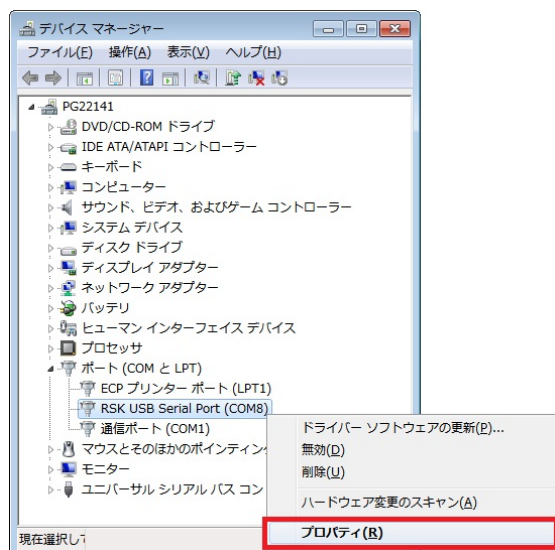 デバイス マネージャー
ファイル(F) 操作(A) 表示(V) ヘルプ(H)
PG22141
DVD/CD-ROM ドライブ
IDE ATA/ATAPI コントローラー
キーボード
コンピューター
サウンド、ビデオ、およびゲーム コントローラー
システム デバイス
ディスク ドライブ
ディスプレイ アダプター
ネットワーク アダプター
バッテリ
ヒューマン インターフェイス デバイス
プロセッサ
ポート (COM と LPT)
ECP プリンター ポート (LPT1)
RSK USB Serial Port (COM8)
通信ポート (COM1)
マウスとそのほかのポインティン
モニター
ユニバーサル シリアル バス コン
ドライバー ソフトウェアの更新(P)...
無効(D)
削除(U)
ハードウェア変更のスキャン(A)
プロパティ(R)
現在選択し